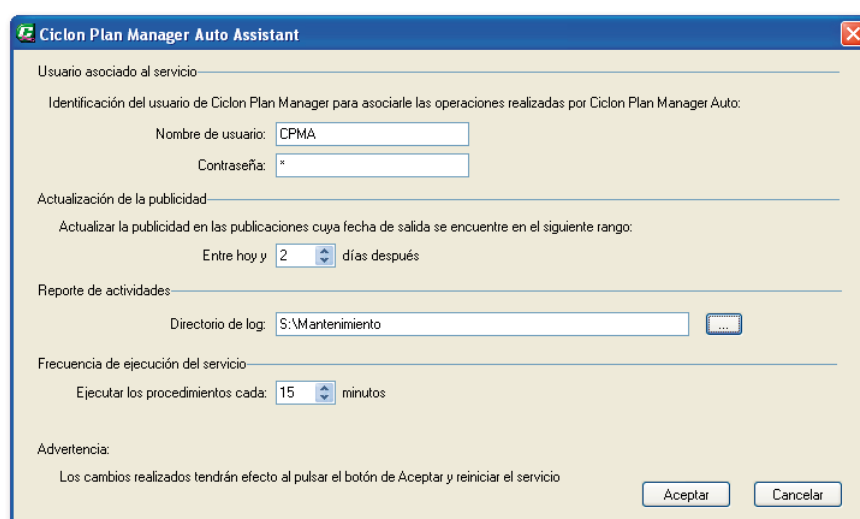 Ciclon Plan Manager Auto Assistant
Usuario asociado al servicio
Identificación del usuario de Ciclon Plan Manager para asociarle las operaciones realizadas por Ciclon Plan Manager Auto:
Nombre de usuario: CPMA
Contraseña: *
Actualización de la publicidad
Actualizar la publicidad en las publicaciones cuya fecha de salida se encuentre en el siguiente rango:
Entre hoy y 2 días después
Reporte de actividades
Directorio de log: S:\Mantenimiento ...
Frecuencia de ejecución del servicio
Ejecutar los procedimientos cada: 15 minutos
Advertencia:
Los cambios realizados tendrán efecto al pulsar el botón de Aceptar y reiniciar el servicio
Aceptar Cancelar